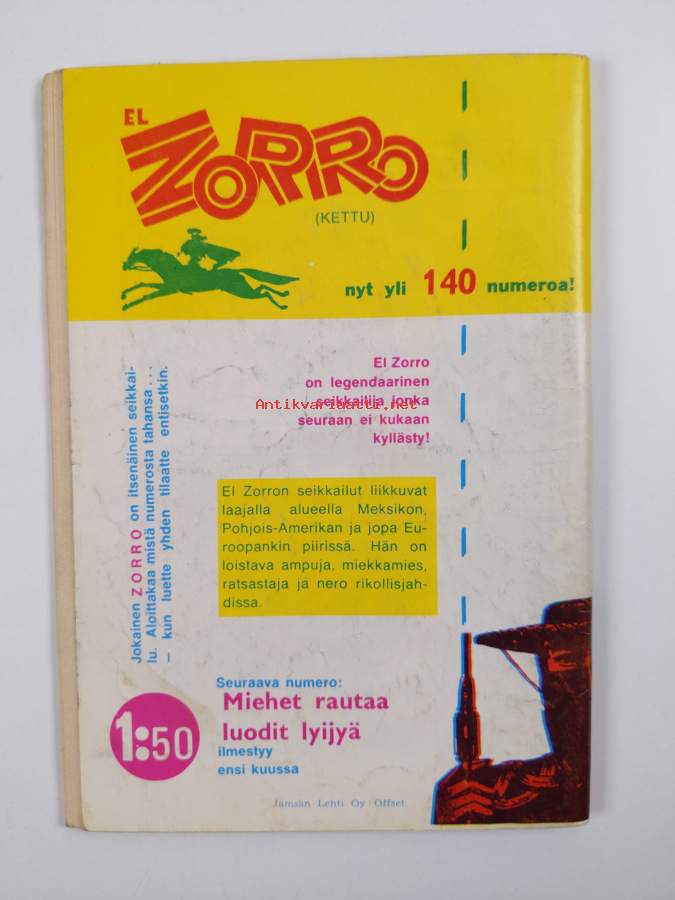 EL
ZORRO
(KETTU)
nyt yli 140 numeroa!
El Zorro
on legendaarinen
seikkailija jonka
seuraan ei kukaan
kyllästy!
Antikvariaatti.net
Jokainen ZORRO on itsenäinen seikkai-
lu. Aloittakaa mistä numerosta tahansa...
– kun luette yhden tilaatte entisetkin.
El Zorron seikkailut liikkuvat
laajalla alueella Meksikon,
Pohjois-Amerikan ja jopa Eu-
roopankin piirissä. Hän on
loistava ampuja, miekkamies,
ratsastaja ja nero rikollisjah-
dissa.
Seuraava numero:
Miehet rautaa
luodit lyijyä
ilmestyy
ensi kuussa
1:50
Jämsän Lehti Oy / Offset